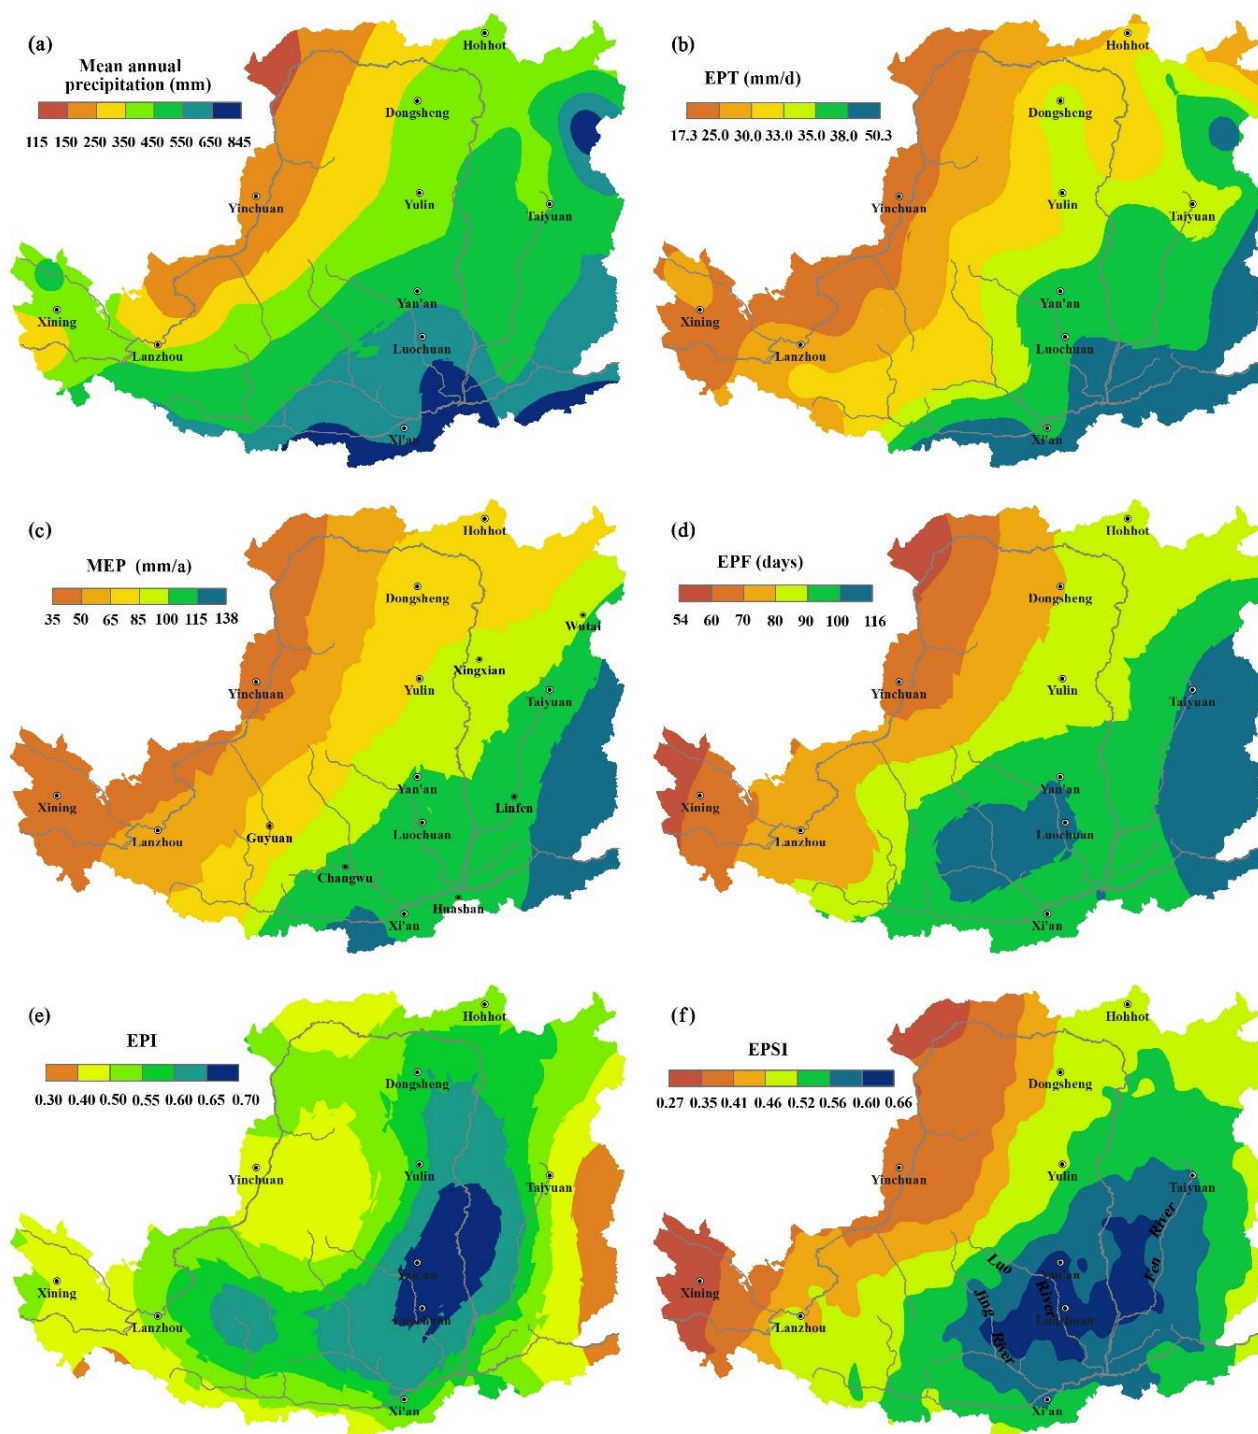 (a)
Mean annual
precipitation (mm)
115 150 250 350 450 550 650 845
Hohhot
Dongsheng
Yinchuan
Yulin
Taiyuan
Yan'an
Xining
Luochuan
Lanzhou
Xi'an
(b)
EPT (mm/d)
17.3 25.0 30.0 33.0 35.0 38.0 50.3
Hohhot
Dongsheng
Yinchuan
Yulin
Taiyuan
Yan'an
Xining
Luochuan
Lanzhou
Xi'an
(c)
MEP (mm/a)
35 50 65 85 100 115 138
Hohhot
Dongsheng
Wutai
Xingxian
Yinchuan
Yulin
Taiyuan
Yan'an
Xining
Linfen
Luochuan
Guyuan
Lanzhou
Changwu
Huashan
Xi'an
(d)
EPF (days)
54 60 70 80 90 100 116
Hohhot
Dongsheng
Yinchuan
Yulin
Taiyuan
Yan'an
Xining
Luochuan
Lanzhou
Xi'an
(e)
EPI
0.30 0.40 0.50 0.55 0.60 0.65 0.70
Hohhot
Dongsheng
Yinchuan
Yulin
Taiyuan
Yan'an
Xining
Luochuan
Lanzhou
Xi'an
(f)
EPSI
0.27 0.35 0.41 0.46 0.52 0.56 0.60 0.66
Hohhot
Dongsheng
Yinchuan
Yulin
Taiyuan
Fen River
Luo River
Yan'an
Xining
Jing River
Luochuan
Lanzhou
Xi'an